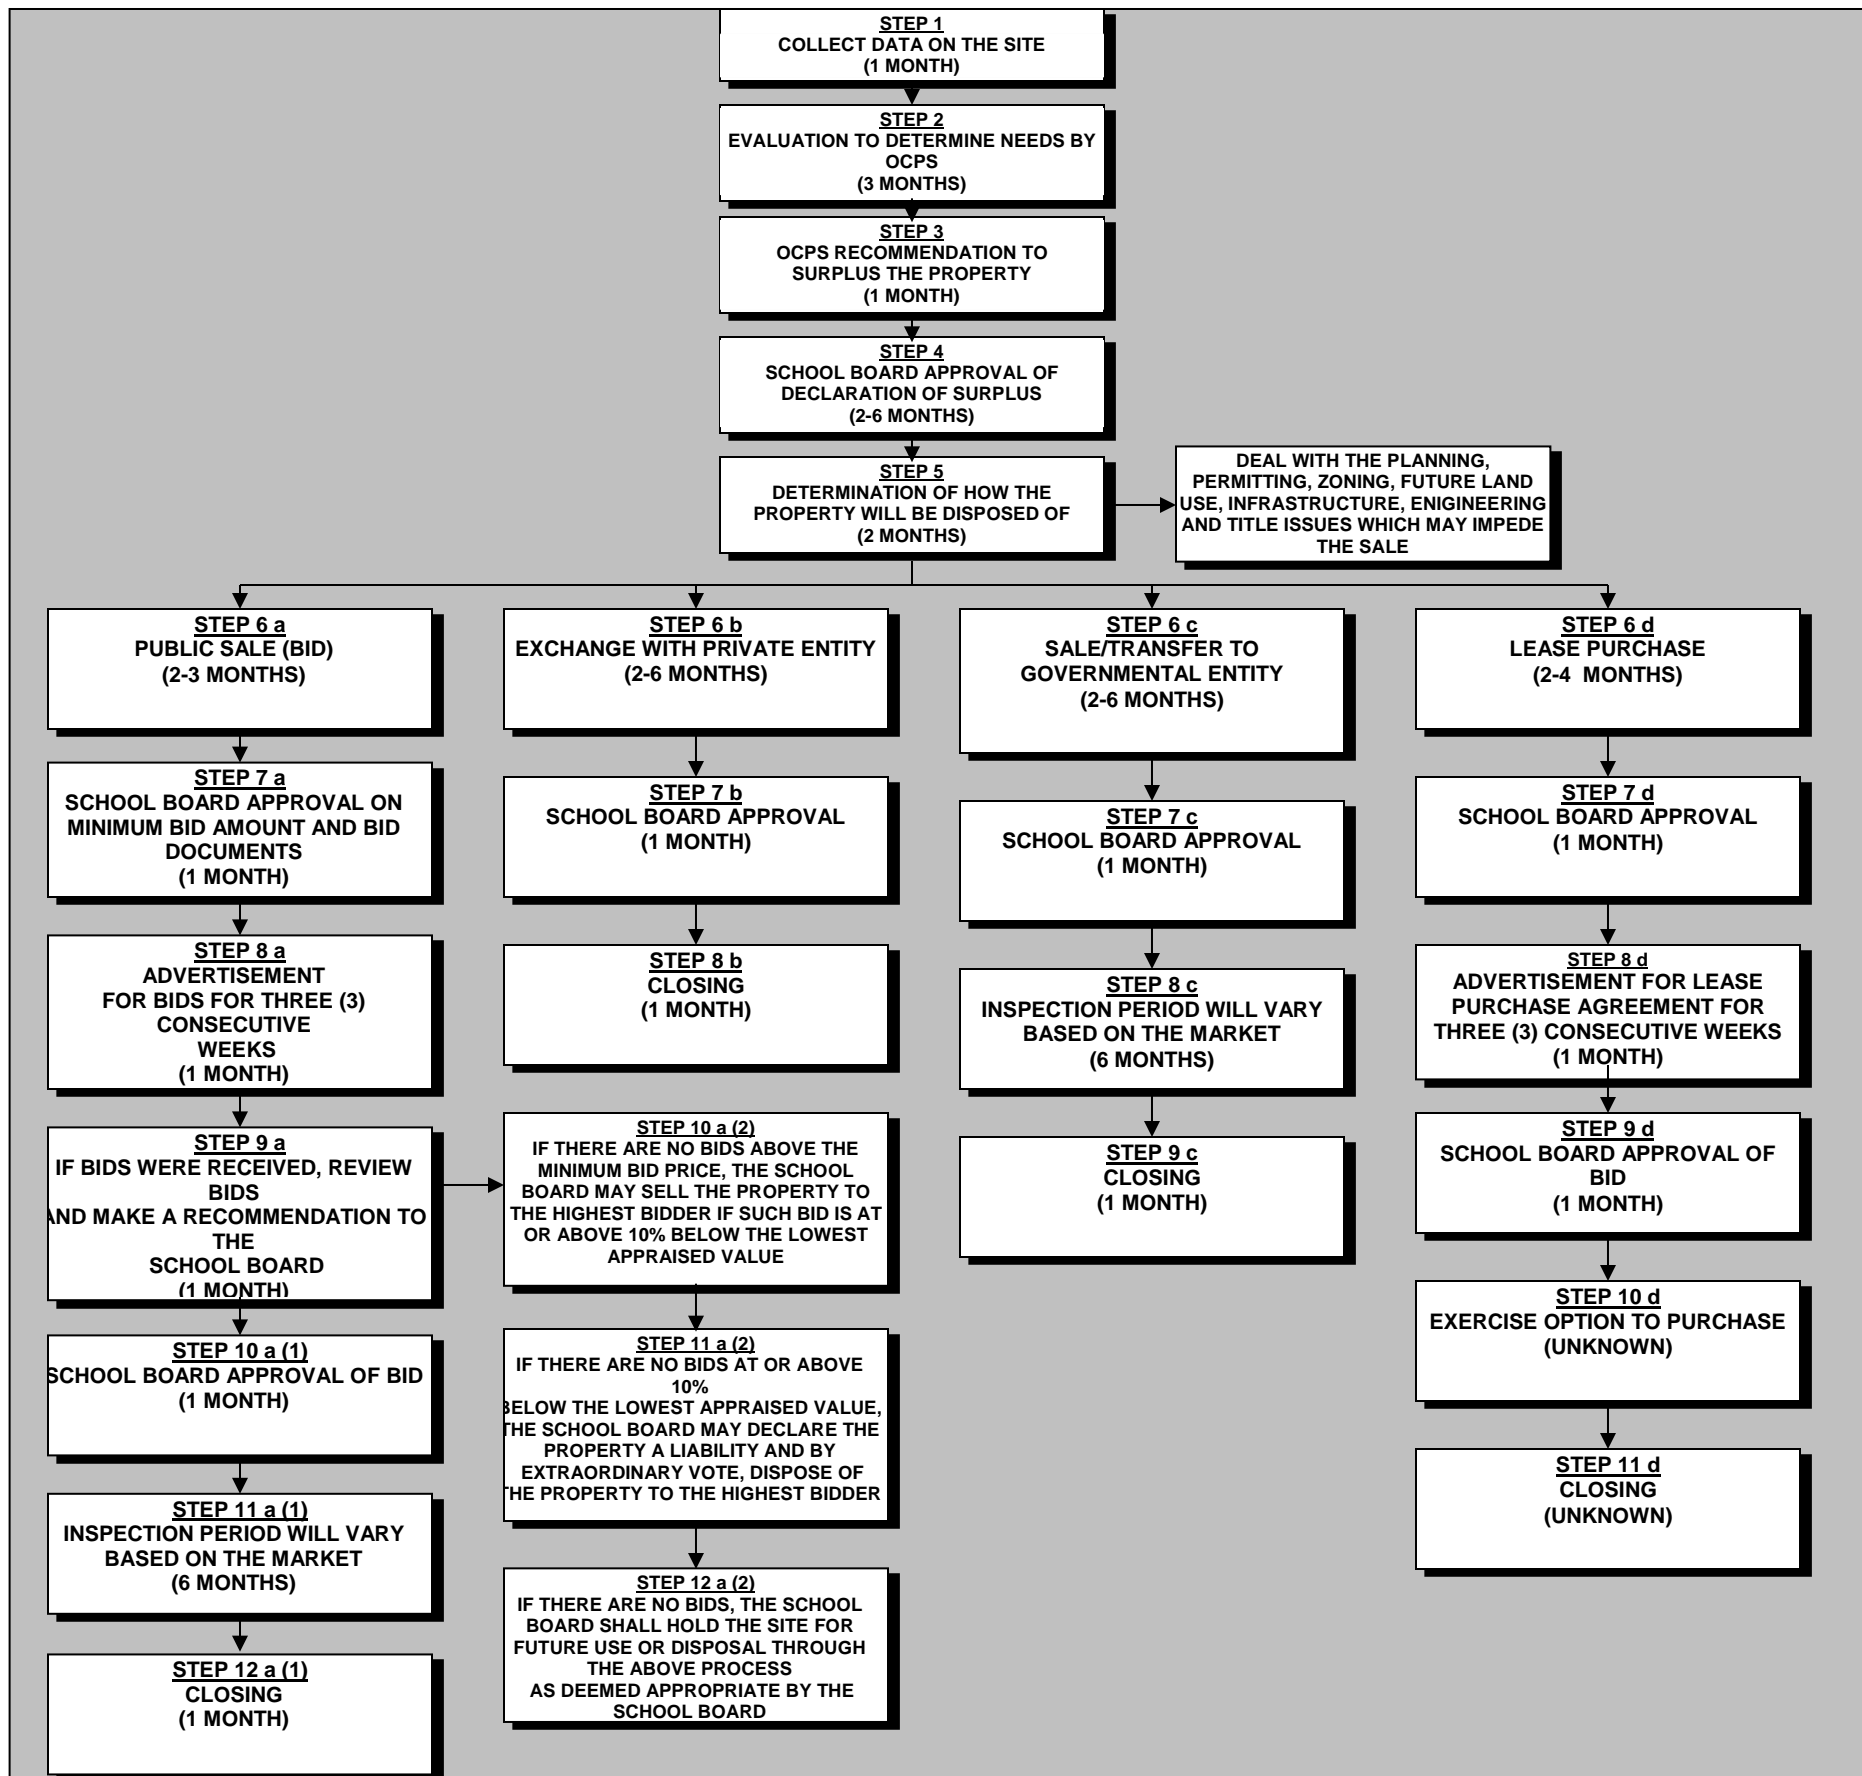 STEP 1
COLLECT DATA ON THE SITE
(1 MONTH)
STEP 2
EVALUATION TO DETERMINE NEEDS BY
OCPS
(3 MONTHS)
STEP 3
OCPS RECOMMENDATION TO
SURPLUS THE PROPERTY
(1 MONTH)
STEP 4
SCHOOL BOARD APPROVAL OF
DECLARATION OF SURPLUS
(2-6 MONTHS)
STEP 5
DETERMINATION OF HOW THE
PROPERTY WILL BE DISPOSED OF
(2 MONTHS)
DEAL WITH THE PLANNING,
PERMITTING, ZONING, FUTURE LAND
USE, INFRASTRUCTURE, ENIGINEERING
AND TITLE ISSUES WHICH MAY IMPEDE
THE SALE
STEP 6 a
PUBLIC SALE (BID)
(2-3 MONTHS)
STEP 7 a
SCHOOL BOARD APPROVAL ON
MINIMUM BID AMOUNT AND BID
DOCUMENTS
(1 MONTH)
STEP 8 a
ADVERTISEMENT
FOR BIDS FOR THREE (3)
CONSECUTIVE
WEEKS
(1 MONTH)
STEP 9 a
IF BIDS WERE RECEIVED, REVIEW
BIDS
AND MAKE A RECOMMENDATION TO
THE
SCHOOL BOARD
(1 MONTH)
STEP 10 a (1)
SCHOOL BOARD APPROVAL OF BID
(1 MONTH)
STEP 11 a (1)
INSPECTION PERIOD WILL VARY
BASED ON THE MARKET
(6 MONTHS)
STEP 12 a (1)
CLOSING
(1 MONTH)
STEP 6 b
EXCHANGE WITH PRIVATE ENTITY
(2-6 MONTHS)
STEP 7 b
SCHOOL BOARD APPROVAL
(1 MONTH)
STEP 8 b
CLOSING
(1 MONTH)
STEP 10 a (2)
IF THERE ARE NO BIDS ABOVE THE
MINIMUM BID PRICE, THE SCHOOL
BOARD MAY SELL THE PROPERTY TO
THE HIGHEST BIDDER IF SUCH BID IS AT
OR ABOVE 10% BELOW THE LOWEST
APPRAISED VALUE
STEP 11 a (2)
IF THERE ARE NO BIDS AT OR ABOVE
10%
BELOW THE LOWEST APPRAISED VALUE,
THE SCHOOL BOARD MAY DECLARE THE
PROPERTY A LIABILITY AND BY
EXTRAORDINARY VOTE, DISPOSE OF
THE PROPERTY TO THE HIGHEST BIDDER
STEP 12 a (2)
IF THERE ARE NO BIDS, THE SCHOOL
BOARD SHALL HOLD THE SITE FOR
FUTURE USE OR DISPOSAL THROUGH
THE ABOVE PROCESS
AS DEEMED APPROPRIATE BY THE
SCHOOL BOARD
STEP 6 c
SALE/TRANSFER TO
GOVERNMENTAL ENTITY
(2-6 MONTHS)
STEP 7 c
SCHOOL BOARD APPROVAL
(1 MONTH)
STEP 8 c
INSPECTION PERIOD WILL VARY
BASED ON THE MARKET
(6 MONTHS)
STEP 9 c
CLOSING
(1 MONTH)
STEP 6 d
LEASE PURCHASE
(2-4 MONTHS)
STEP 7 d
SCHOOL BOARD APPROVAL
(1 MONTH)
STEP 8 d
ADVERTISEMENT FOR LEASE
PURCHASE AGREEMENT FOR
THREE (3) CONSECUTIVE WEEKS
(1 MONTH)
STEP 9 d
SCHOOL BOARD APPROVAL OF
BID
(1 MONTH)
STEP 10 d
EXERCISE OPTION TO PURCHASE
(UNKNOWN)
STEP 11 d
CLOSING
(UNKNOWN)